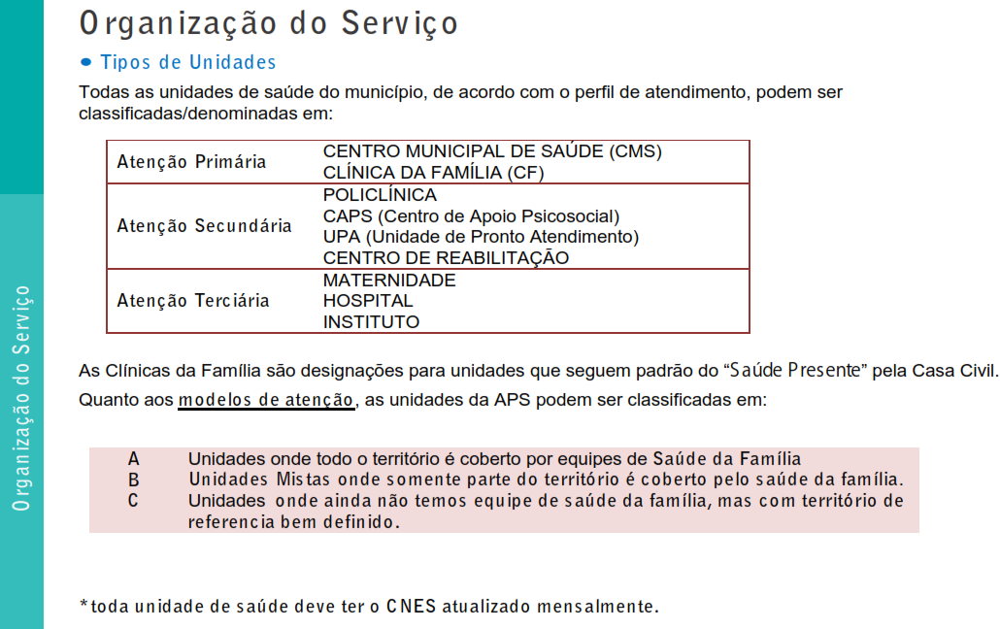 Organização do Serviço
• Tipos de Unidades
Todas as unidades de saúde do município, de acordo com o perfil de atendimento, podem ser
classificadas/denominadas em:
Atenção Primária
CENTRO MUNICIPAL DE SAÚDE (CMS)
CLÍNICA DA FAMÍLIA (CF)
Atenção Secundária
POLICLÍNICA
CAPS (Centro de Apoio Psicosocial)
UPA (Unidade de Pronto Atendimento)
CENTRO DE REABILITAÇÃO
Atenção Terciária
MATERNIDADE
HOSPITAL
INSTITUTO
As Clínicas da Família são designações para unidades que seguem padrão do “Saúde Presente” pela Casa Civil.
Quanto aos modelos de atenção, as unidades da APS podem ser classificadas em:
A Unidades onde todo o território é coberto por equipes de Saúde da Família
B Unidades Mistas onde somente parte do território é coberto pelo saúde da família.
C Unidades onde ainda não temos equipe de saúde da família, mas com território de
referencia bem definido.
*toda unidade de saúde deve ter o CNES atualizado mensalmente.
Organização do Serviço